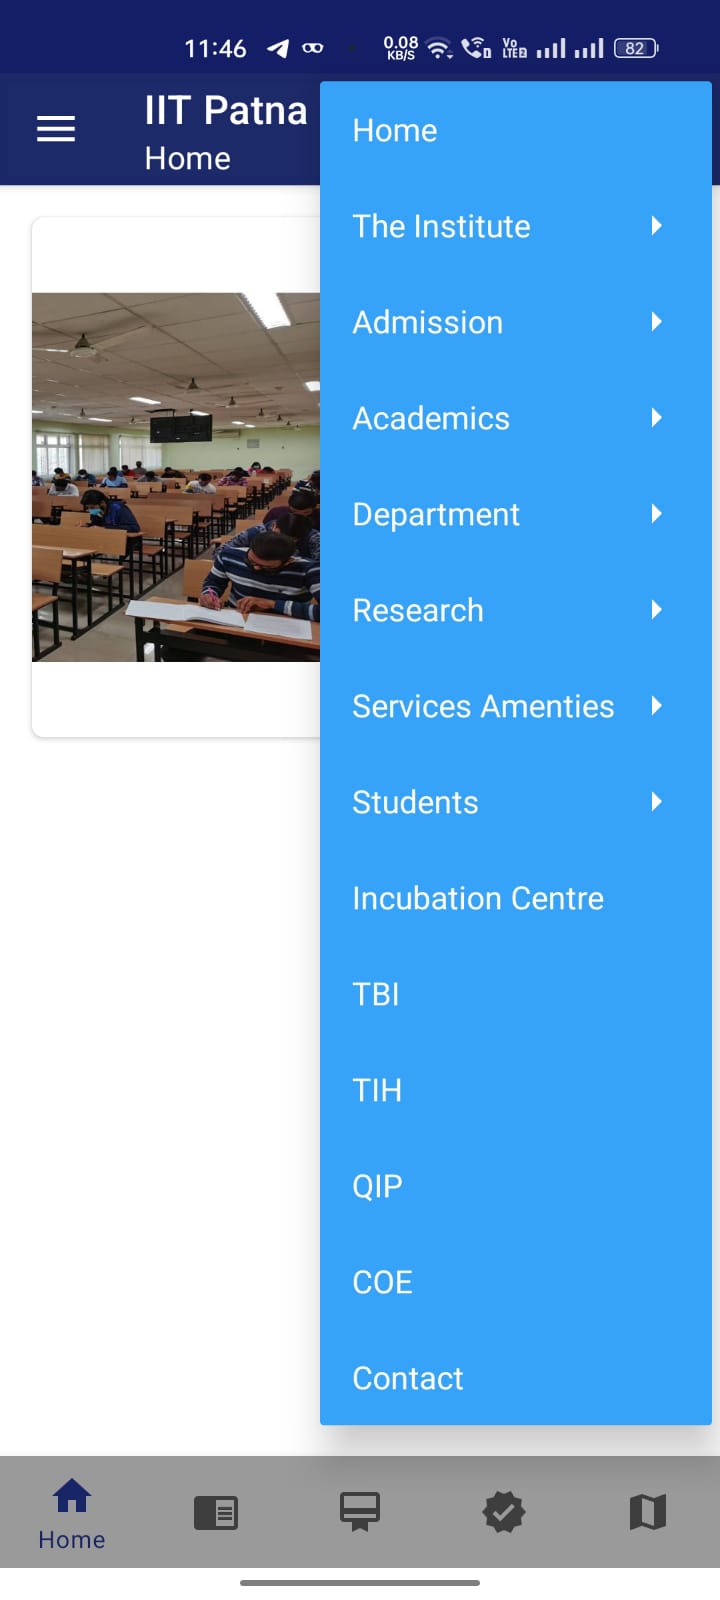 11:46
0.08
KB/S
Vo
LTE2
82
IIT Patna
Home
Home
The Institute
Admission
Academics
Department
Research
Services Amenties
Students
Incubation Centre
TBI
TIH
QIP
COE
Contact
Home